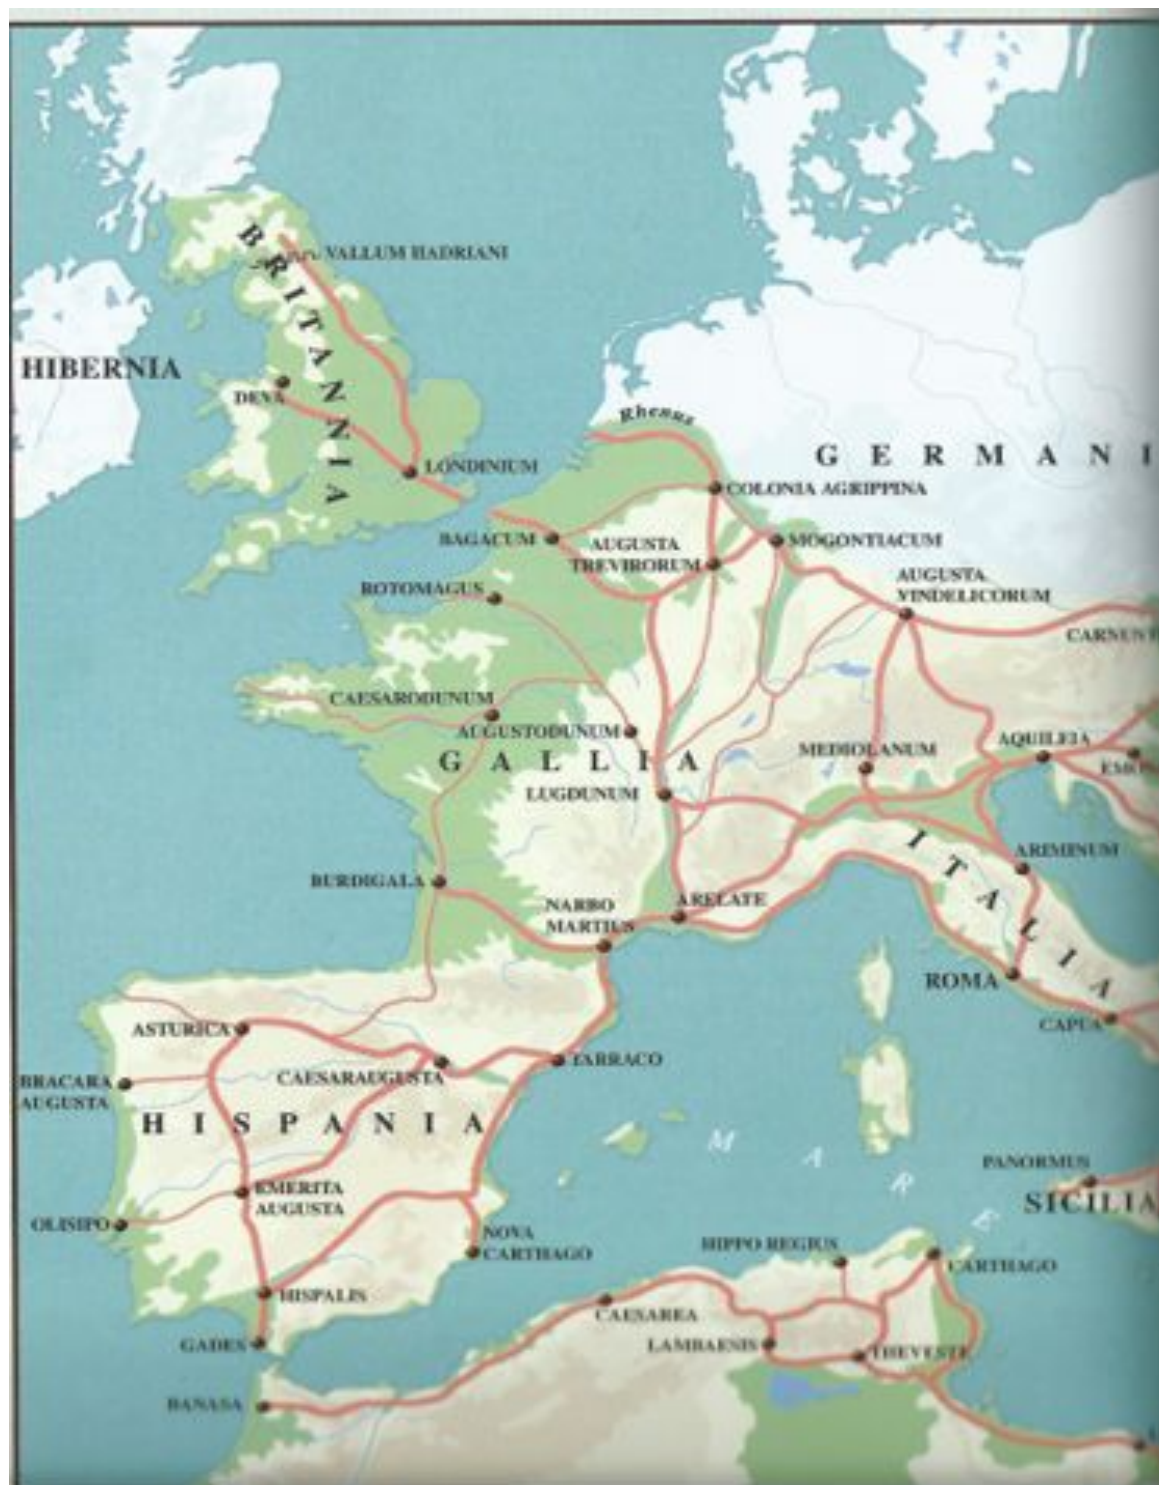 VALLUM HADRIANI
BRITANNIA
HIBERNIA
DEVA
Rhenus
GERMANI
LONDINIUM
COLONIA AGRIPPINA
BAGACUM
AUGUSTA
TREVIRORUM
MOGONTIACUM
ROTOMAGUS
AUGUSTA
VINDELICORUM
CARNUNT
CAESARODUNUM
AUGUSTODUNUM
GALLIA
MEDIOLANUM
AQUILEIA
EMON
LUGDUNUM
ITALIA
ARIMINUM
BURDIGALA
NARBO
MARTIUS
ARELATE
ROMA
CAPUA
ASTURICA
TARRACO
CAESARAUGUSTA
BRACARA
AUGUSTA
HISPANIA
MARE
PANORMUS
SICILIA
EMERITA
AUGUSTA
OLISIPO
NOVA
CARTHAGO
HIPPO REGIUS
CARTHAGO
HISPALIS
CAESAREA
GADES
LAMBAESIS
THEVESTE
BANASA